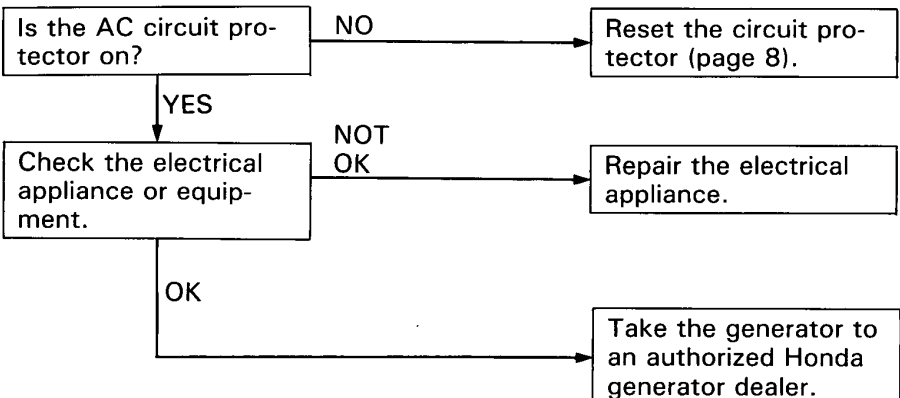 Is the AC circuit pro-
tector on?
NO
Reset the circuit pro-
tector (page 8).
YES
Check the electrical
appliance or equip-
ment.
NOT
OK
Repair the electrical
appliance.
OK
Take the generator to
an authorized Honda
generator dealer.